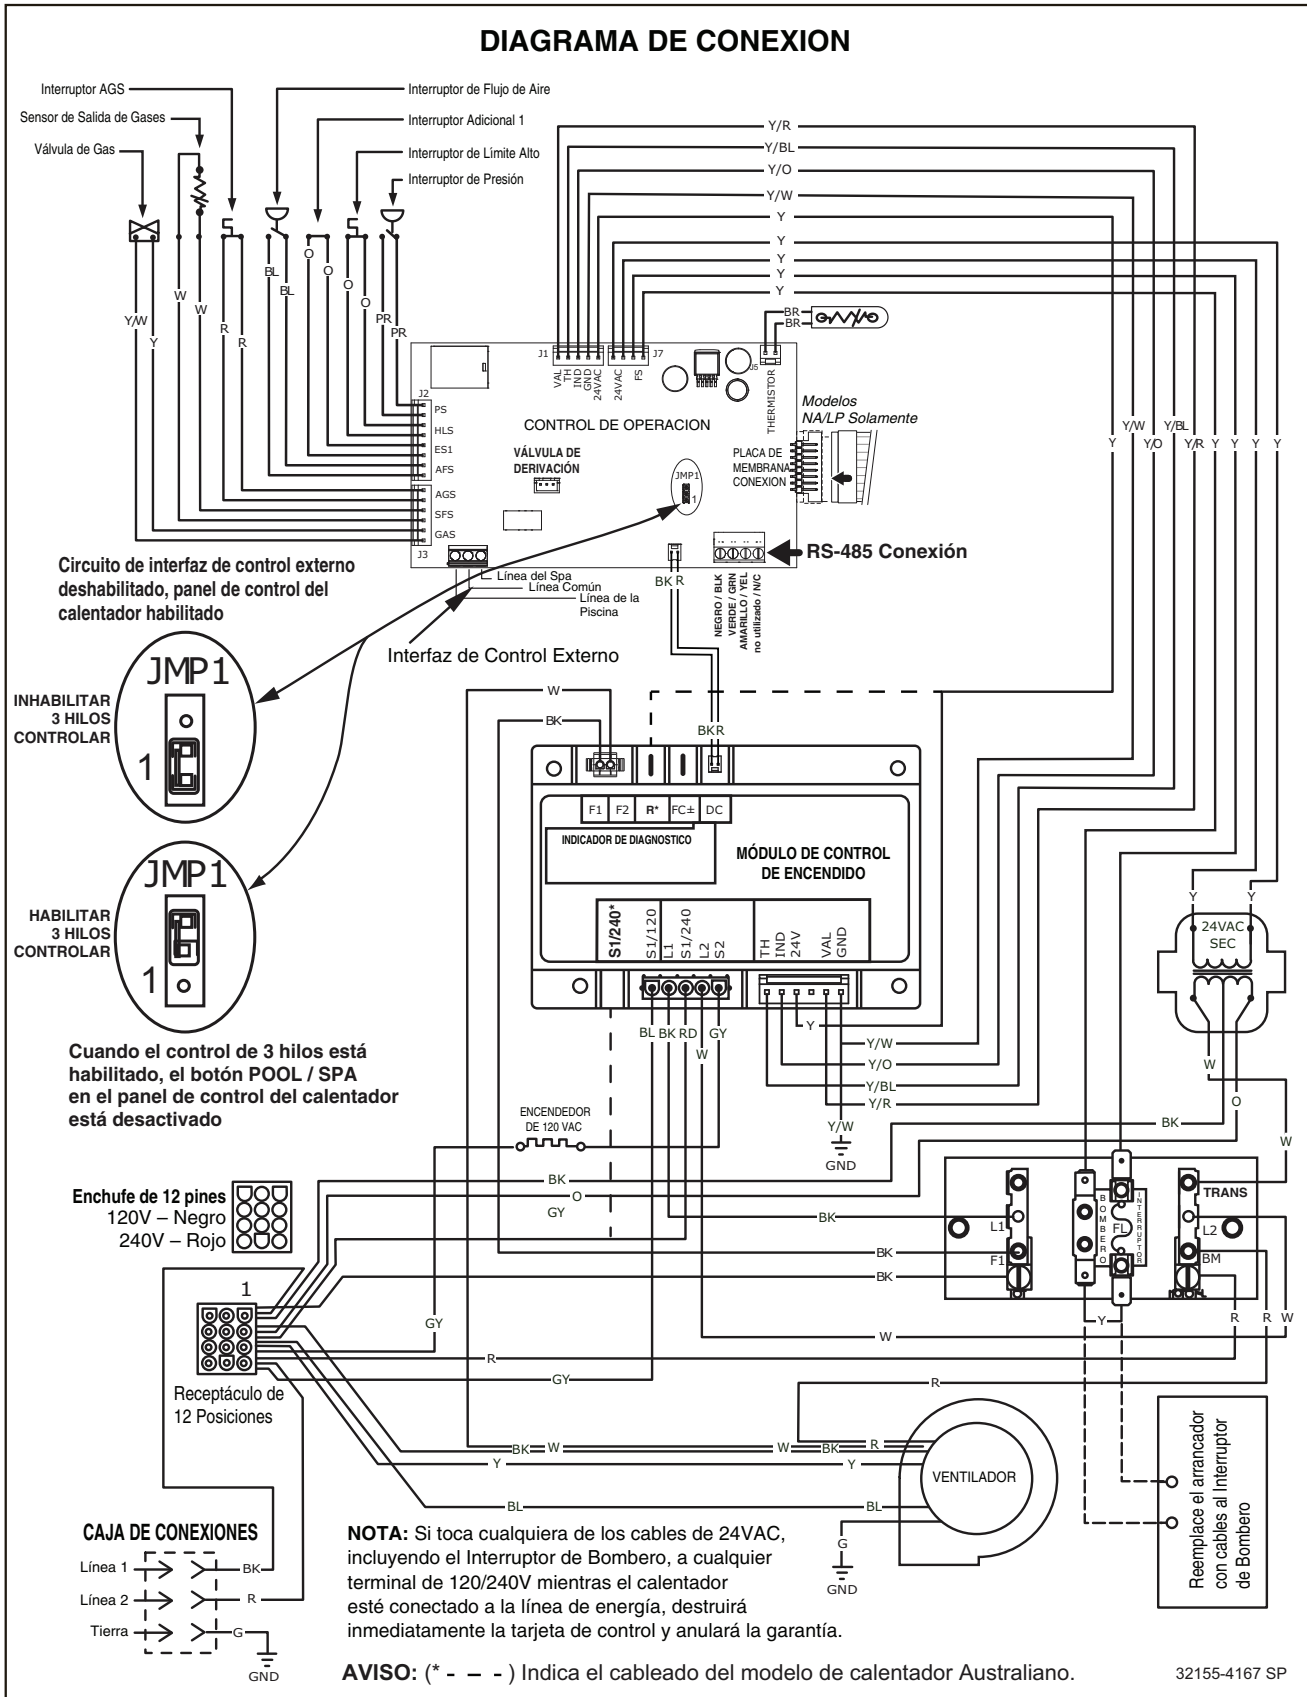 DIAGRAMA DE CONEXION
Interruptor AGS
Sensor de Salida de Gases
Válvula de Gas
Interruptor de Flujo de Aire
Interruptor Adicional 1
Interruptor de Límite Alto
Interruptor de Presión
Y/R
Y/BL
Y/O
Y/W
Y
Y
Y
Y
Y
Y/W
Y
W
W
R
R
BL
BL
O
O
O
O
PR
PR
BR
BR
J1
VAL
TH
IND
GND
24VAC
24VAC
FS
J7
J5
THERMISTOR
J2
PS
HLS
ES1
AFS
AGS
SFS
GAS
J3
CONTROL DE OPERACION
VÁLVULA DE
DERIVACIÓN
JMP1
1
PLACA DE
MEMBRANA
CONEXION
Modelos
NA/LP Solamente
Y
Y/W
Y/O
Y/BL
Y/R
Y
Y
Y
Y
RS-485 Conexión
NEGRO / BLK
VERDE / GRN
AMARILLO / YEL
no utilizado / N/C
BK R
Línea del Spa
Línea Común
Línea de la
Piscina
Interfaz de Control Externo
Circuito de interfaz de control externo
deshabilitado, panel de control del
calentador habilitado
JMP1
1
INHABILITAR
3 HILOS
CONTROLAR
JMP1
1
HABILITAR
3 HILOS
CONTROLAR
Cuando el control de 3 hilos está
habilitado, el botón POOL / SPA
en el panel de control del calentador
está desactivado
W
BK
BKR
F1
F2
R*
FC±
DC
INDICADOR DE DIAGNOSTICO
MÓDULO DE CONTROL
DE ENCENDIDO
S1/240*
S1/120
L1
S1/240
L2
S2
TH
IND
24V
VAL
GND
BL BK RD
W
GY
Y
Y/W
Y/O
Y/BL
Y/R
Y/W
GND
Y
Y
24VAC
SEC
W
O
BK
W
ENCENDEDOR
DE 120 VAC
BK
O
GY
BK
BK
BK
L1
F1
BOMBERO
FL
INTERRUPTOR
TRANS
L2
BM
Y
R
R
W
Enchufe de 12 pines
120V – Negro
240V – Rojo
1
Receptáculo de
12 Posiciones
GY
W
R
GY
R
BK W
W BK R
Y
Y
BL
BL
VENTILADOR
G
GND
Reemplace el arrancador
con cables al Interruptor
de Bombero
CAJA DE CONEXIONES
Línea 1
BK
Línea 2
R
Tierra
G
GND
NOTA: Si toca cualquiera de los cables de 24VAC,
incluyendo el Interruptor de Bombero, a cualquier
terminal de 120/240V mientras el calentador
esté conectado a la línea de energía, destruirá
inmediatamente la tarjeta de control y anulará la garantía.
AVISO: (* - – - ) Indica el cableado del modelo de calentador Australiano.
32155-4167 SP